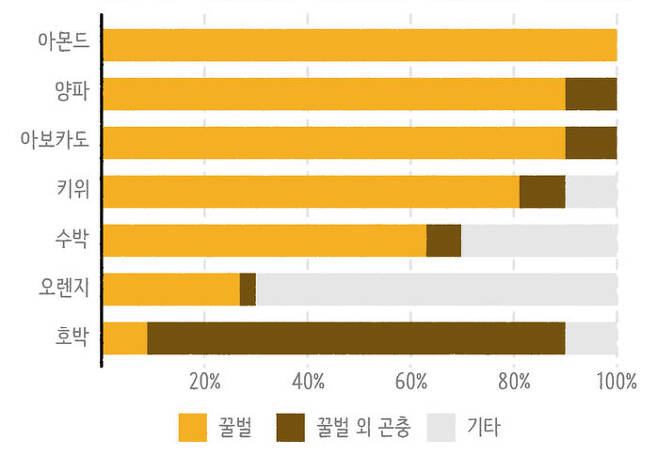 아몬드
양파
아보카도
키위
수박
오렌지
호박
20% 40% 60% 80% 100%
꿀벌 꿀벌 외 곤충 기타